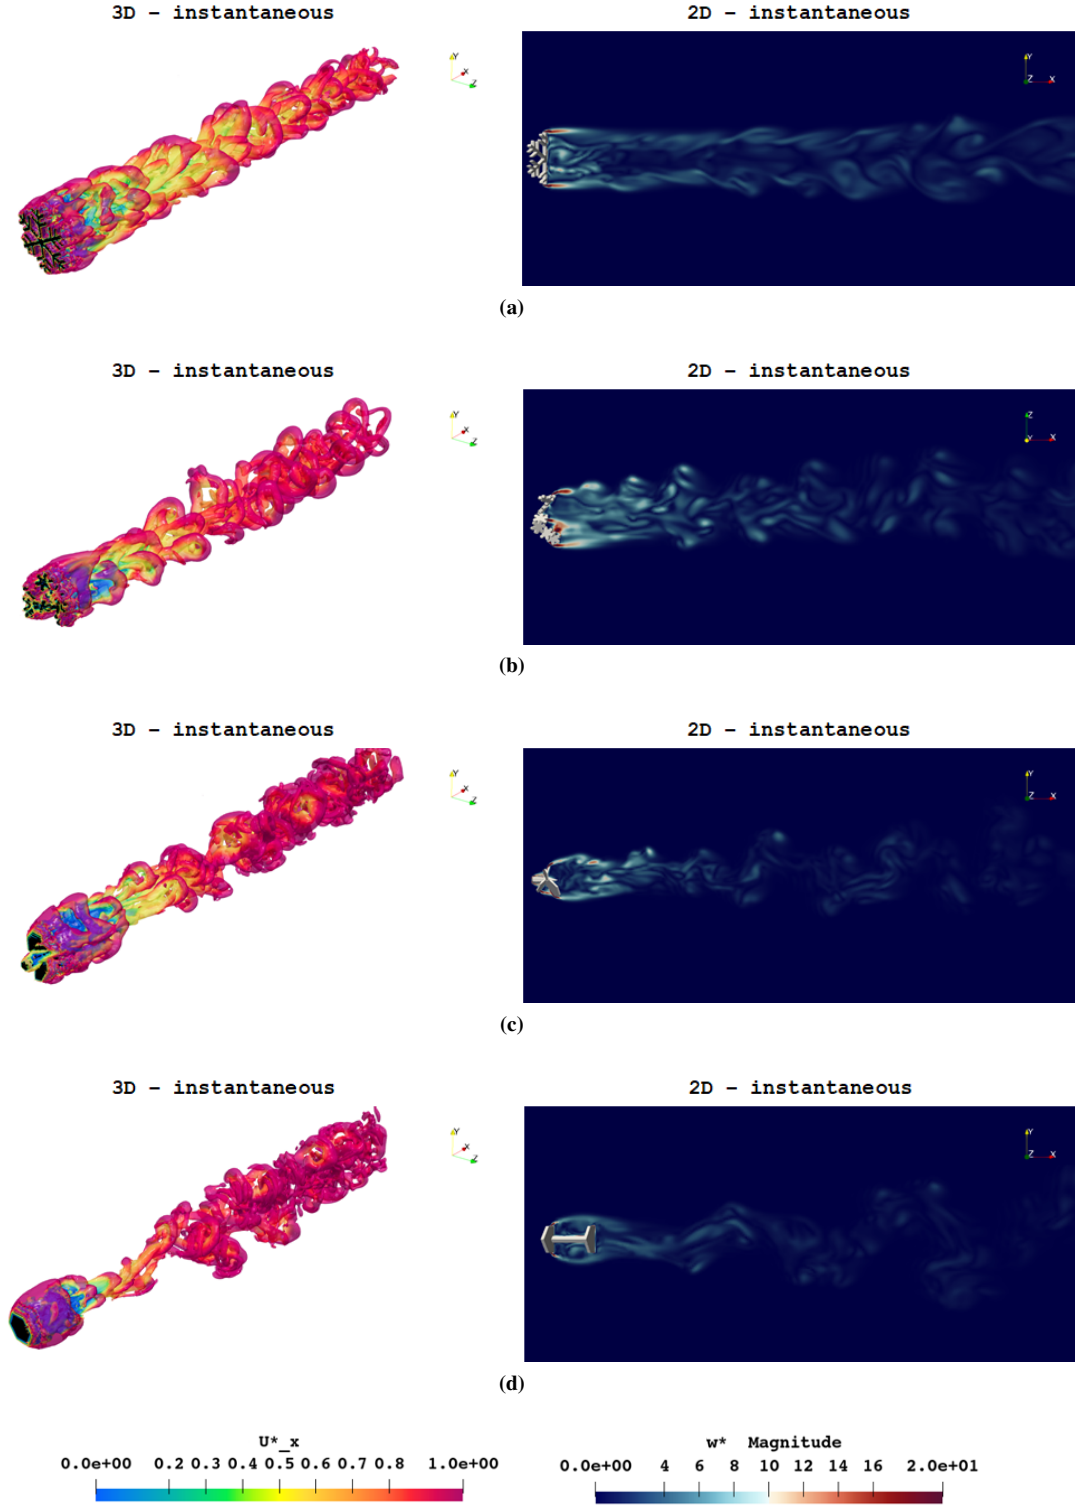 3D – instantaneous 2D – instantaneous
Y X Z Y Z X
(a)
3D – instantaneous 2D – instantaneous
Y X Z Z Y X
(b)
3D – instantaneous 2D – instantaneous
Y X Z Y Z X
(c)
3D – instantaneous 2D – instantaneous
Y X Z Y Z X
(d)
U*_x w* Magnitude
0.0e+00 0.2 0.3 0.4 0.5 0.6 0.7 0.8 1.0e+00 0.0e+00 4 6 8 10 12 14 16 2.0e+01